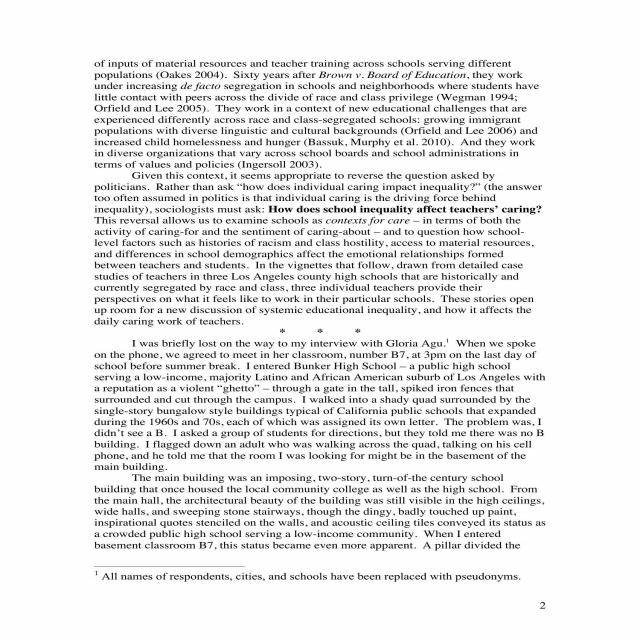 of inputs of material resources and teacher training across schools serving different
populations (Oakes 2004).  Sixty years after Brown v. Board of Education, they work
under increasing de facto segregation in schools and neighborhoods where students have
little contact with peers across the divide of race and class privilege (Wegman 1994;
Orfield and Lee 2005).  They work in a context of new educational challenges that are
experienced differently across race and class-segregated schools: growing immigrant
populations with diverse linguistic and cultural backgrounds (Orfield and Lee 2006) and
increased child homelessness and hunger (Bassuk, Murphy et al. 2010).  And they work
in diverse organizations that vary across school boards and school administrations in
terms of values and policies (Ingersoll 2003).
Given this context, it seems appropriate to reverse the question asked by
politicians.  Rather than ask “how does individual caring impact inequality?” (the answer
too often assumed in politics is that individual caring is the driving force behind
inequality), sociologists must ask: How does school inequality affect teachers’ caring?
This reversal allows us to examine schools as contexts for care – in terms of both the
activity of caring-for and the sentiment of caring-about – and to question how school-
level factors such as histories of racism and class hostility, access to material resources,
and differences in school demographics affect the emotional relationships formed
between teachers and students.  In the vignettes that follow, drawn from detailed case
studies of teachers in three Los Angeles county high schools that are historically and
currently segregated by race and class, three individual teachers provide their
perspectives on what it feels like to work in their particular schools.  These stories open
up room for a new discussion of systemic educational inequality, and how it affects the
daily caring work of teachers.
* * *
I was briefly lost on the way to my interview with Gloria Agu.1  When we spoke
on the phone, we agreed to meet in her classroom, number B7, at 3pm on the last day of
school before summer break.  I entered Bunker High School – a public high school
serving a low-income, majority Latino and African American suburb of Los Angeles with
a reputation as a violent “ghetto” – through a gate in the tall, spiked iron fences that
surrounded and cut through the campus.  I walked into a shady quad surrounded by the
single-story bungalow style buildings typical of California public schools that expanded
during the 1960s and 70s, each of which was assigned its own letter.  The problem was, I
didn’t see a B.  I asked a group of students for directions, but they told me there was no B
building.  I flagged down an adult who was walking across the quad, talking on his cell
phone, and he told me that the room I was looking for might be in the basement of the
main building.
The main building was an imposing, two-story, turn-of-the century school
building that once housed the local community college as well as the high school.  From
the main hall, the architectural beauty of the building was still visible in the high ceilings,
wide halls, and sweeping stone stairways, though the dingy, badly touched up paint,
inspirational quotes stenciled on the walls, and acoustic ceiling tiles conveyed its status as
a crowded public high school serving a low-income community.  When I entered
basement classroom B7, this status became even more apparent.  A pillar divided the
1 All names of respondents, cities, and schools have been replaced with pseudonyms.
2